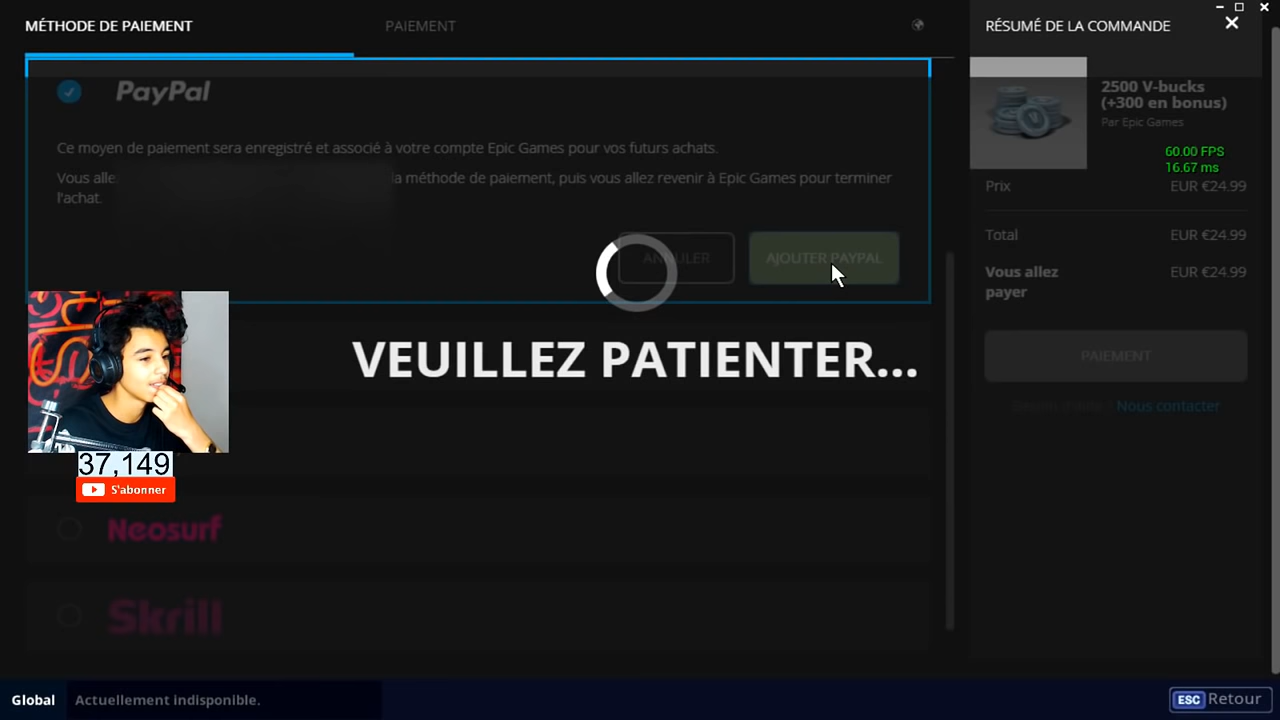 MÉTHODE DE PAIEMENT
PAIEMENT
PayPal
Ce moyen de paiement sera enregistré et associé à votre compte Epic Games pour vos futurs achats.
Vous alle
la méthode de paiement, puis vous allez revenir à Epic Games pour terminer
l'achat.
ANNULER
AJOUTER PAYPAL
VEUILLEZ PATIENTER...
37,149
S'abonner
Neosurf
Skrill
RÉSUMÉ DE LA COMMANDE
2500 V-bucks
(+300 en bonus)
Par Epic Games
60.00 FPS
16.67 ms
Prix EUR €24.99
Total EUR €24.99
Vous allez
payer EUR €24.99
PAIEMENT
Nous contacter
Global Actuellement indisponible.
ESC Retour